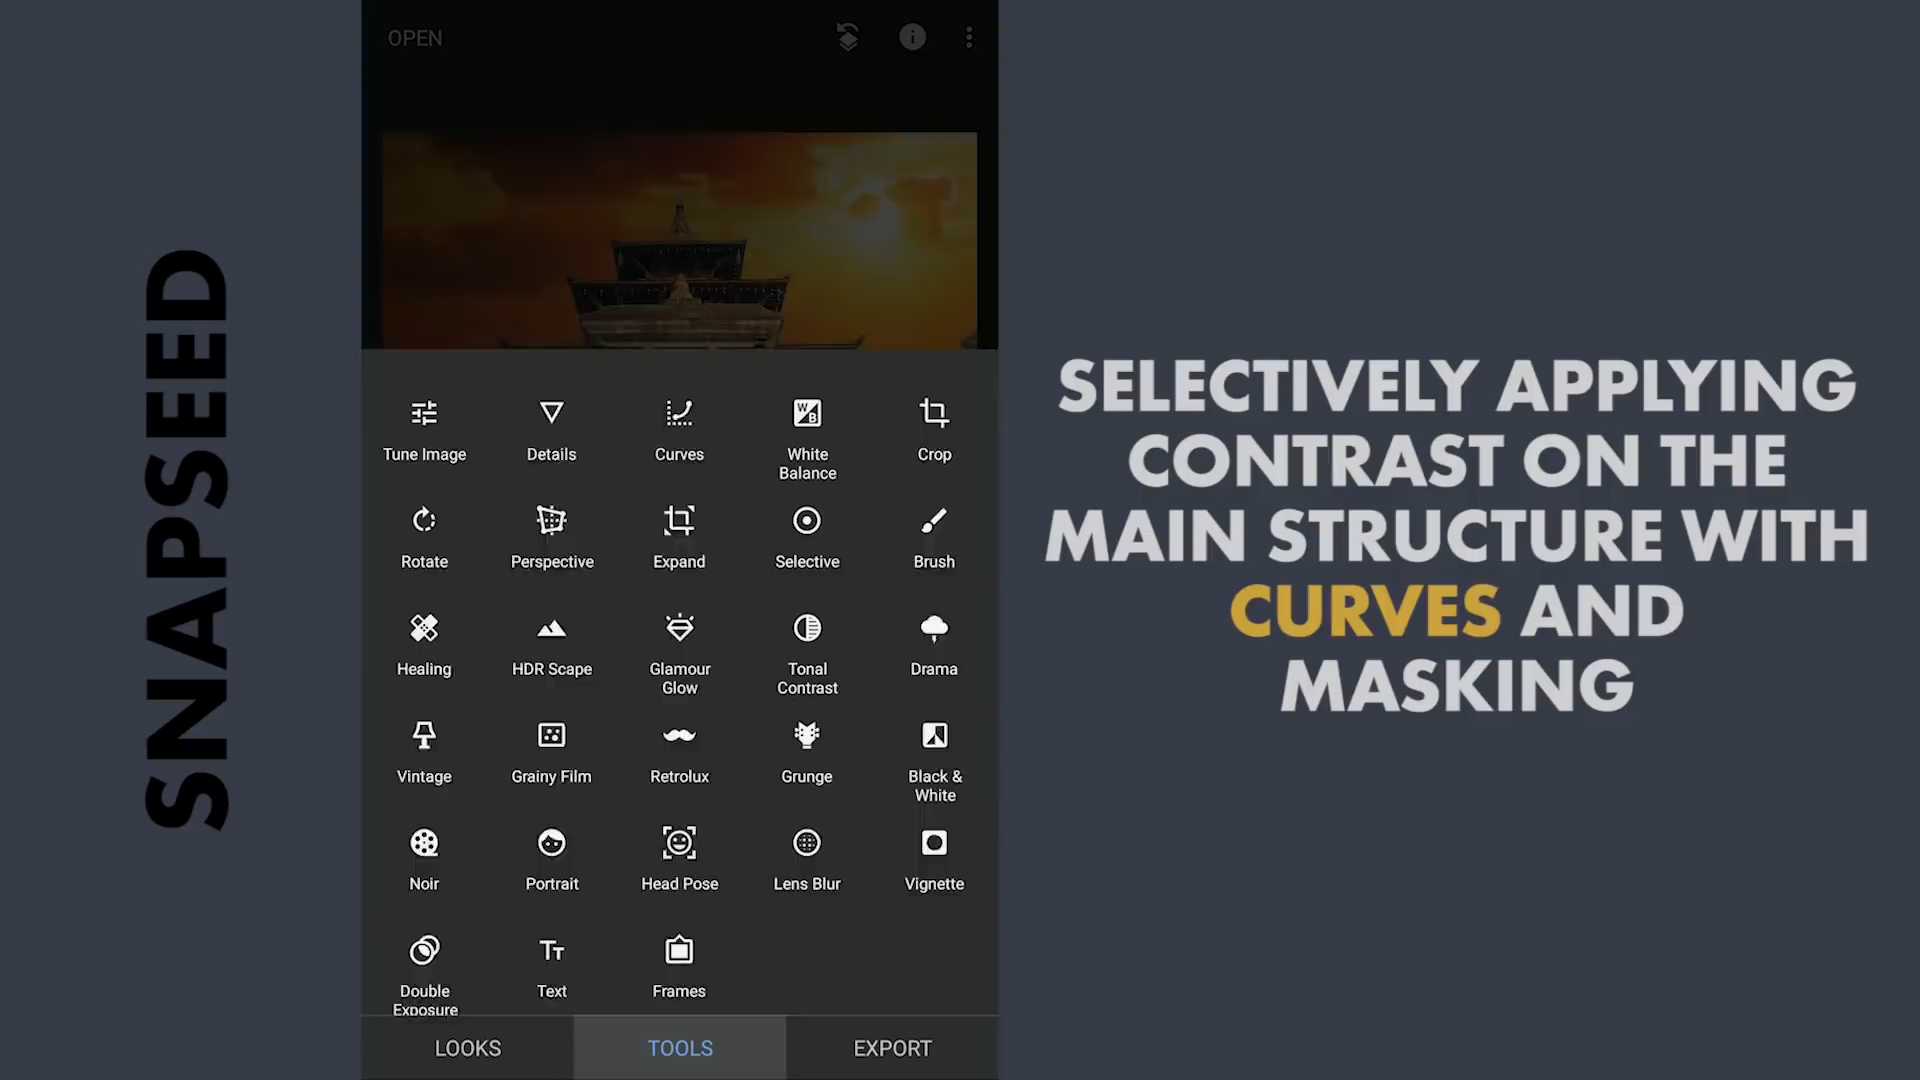 SNAPSEED
OPEN
Tune Image
Details
Curves
White
Balance
Crop
Rotate
Perspective
Expand
Selective
Brush
Healing
HDR Scape
Glamour
Glow
Tonal
Contrast
Drama
Vintage
Grainy Film
Retrolux
Grunge
Black &
White
Noir
Portrait
Head Pose
Lens Blur
Vignette
Double
Exposure
Text
Frames
LOOKS
TOOLS
EXPORT
SELECTIVELY APPLYING
CONTRAST ON THE
MAIN STRUCTURE WITH
CURVES AND
MASKING